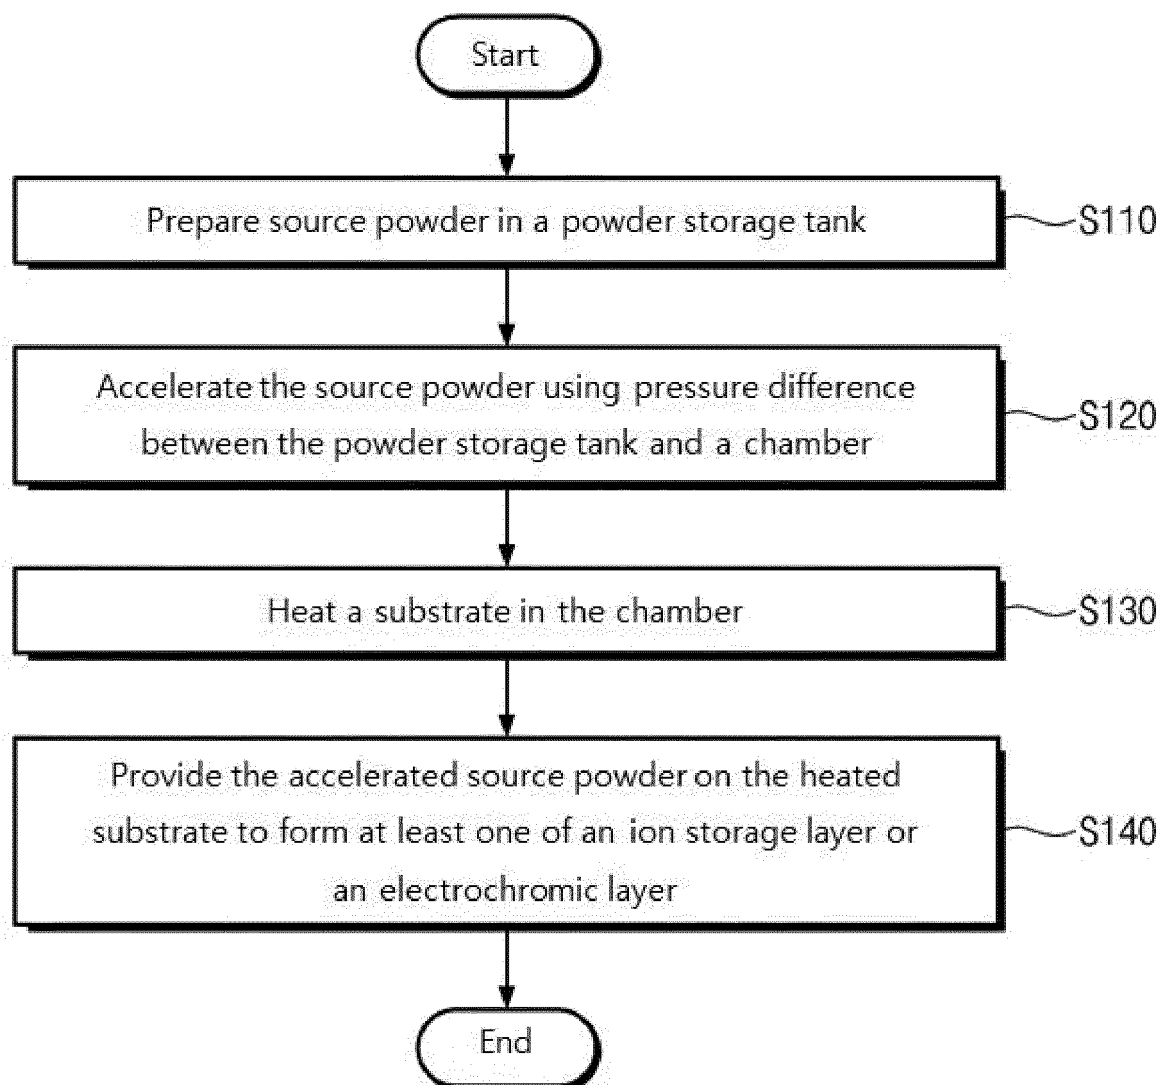 Start
Prepare source powder in a powder storage tank
S110
Accelerate the source powder using pressure difference
between the powder storage tank and a chamber
S120
Heat a substrate in the chamber
S130
Provide the accelerated source powder on the heated
substrate to form at least one of an ion storage layer or
an electrochromic layer
S140
End